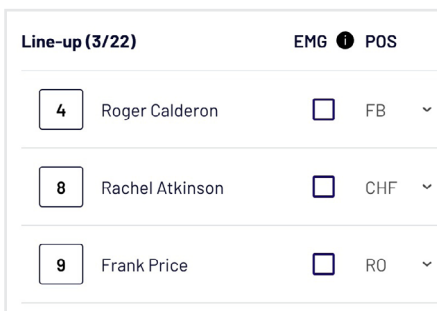 Line-up (3/22) EMG i POS
4 Roger Calderon FB
8 Rachel Atkinson CHF
9 Frank Price RO